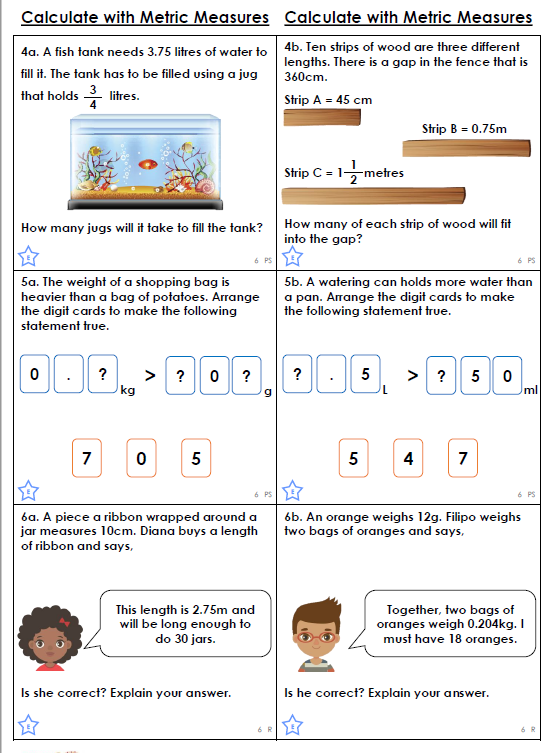 Calculate with Metric Measures
Calculate with Metric Measures
4a. A fish tank needs 3.75 litres of water to
fill it. The tank has to be filled using a jug
that holds 3/4 litres.
How many jugs will it take to fill the tank?
E
6 PS
4b. Ten strips of wood are three different
lengths. There is a gap in the fence that is
360cm.
Strip A = 45 cm
Strip B = 0.75m
Strip C = 1 1/2 metres
How many of each strip of wood will fit
into the gap?
E
6 PS
5a. The weight of a shopping bag is
heavier than a bag of potatoes. Arrange
the digit cards to make the following
statement true.
0 . ? kg > ? 0 ? g
7 0 5
E
6 PS
5b. A watering can holds more water than
a pan. Arrange the digit cards to make
the following statement true.
? . 5 L > ? 5 0 ml
5 4 7
E
6 PS
6a. A piece a ribbon wrapped around a
jar measures 10cm. Diana buys a length
of ribbon and says,
This length is 2.75m and
will be long enough to
do 30 jars.
Is she correct? Explain your answer.
E
6 R
6b. An orange weighs 12g. Filipo weighs
two bags of oranges and says,
Together, two bags of
oranges weigh 0.204kg. I
must have 18 oranges.
Is he correct? Explain your answer.
E
6 R